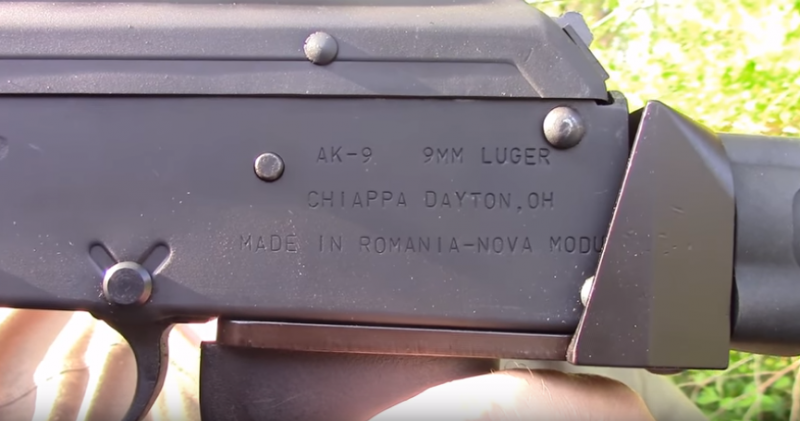 AK-9 9MM LUGER
CHIAPPA DAYTON,OH
MADE IN ROMANIA-NOVA MODU